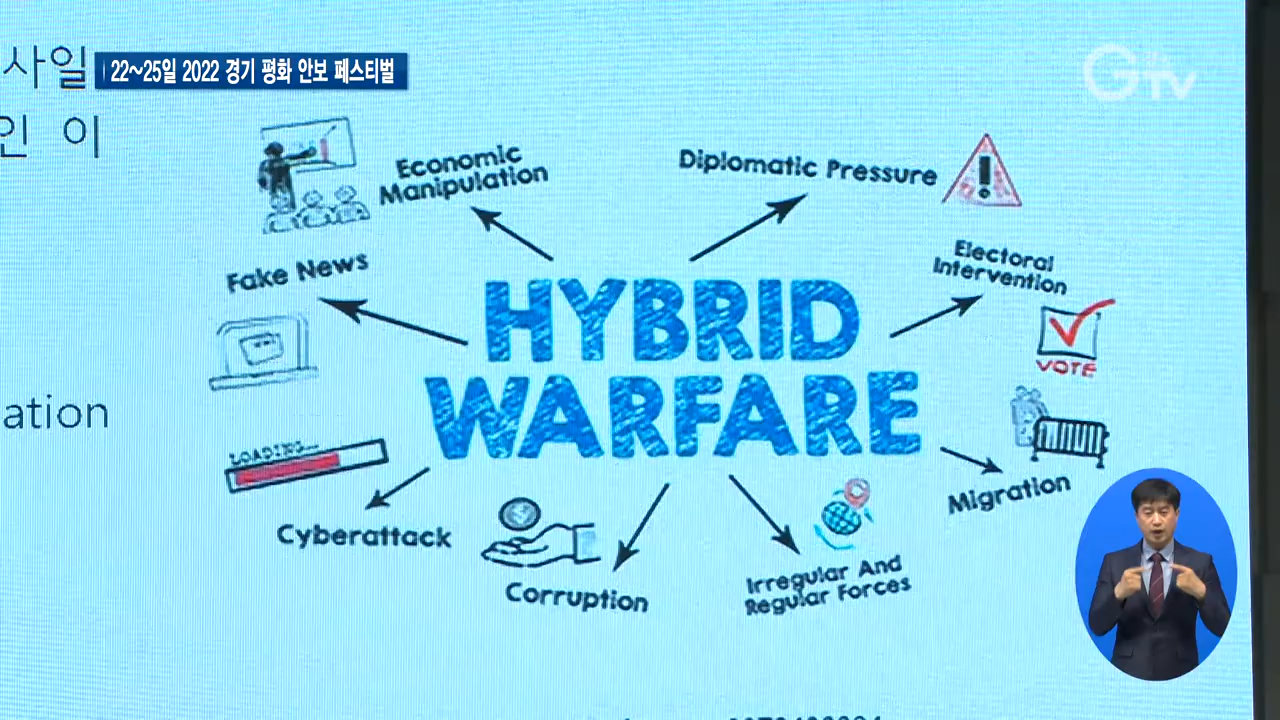 사일
22~25일 2022 경기 평화 안보 페스티벌
GTV
인 이
Economic
Manipulation
Diplomatic Pressure
Fake News
Electoral
Intervention
HYBRID
WARFARE
VOTE
ation
LOADING...
Cyberattack
Migration
Corruption
Irregular And
Regular Forces